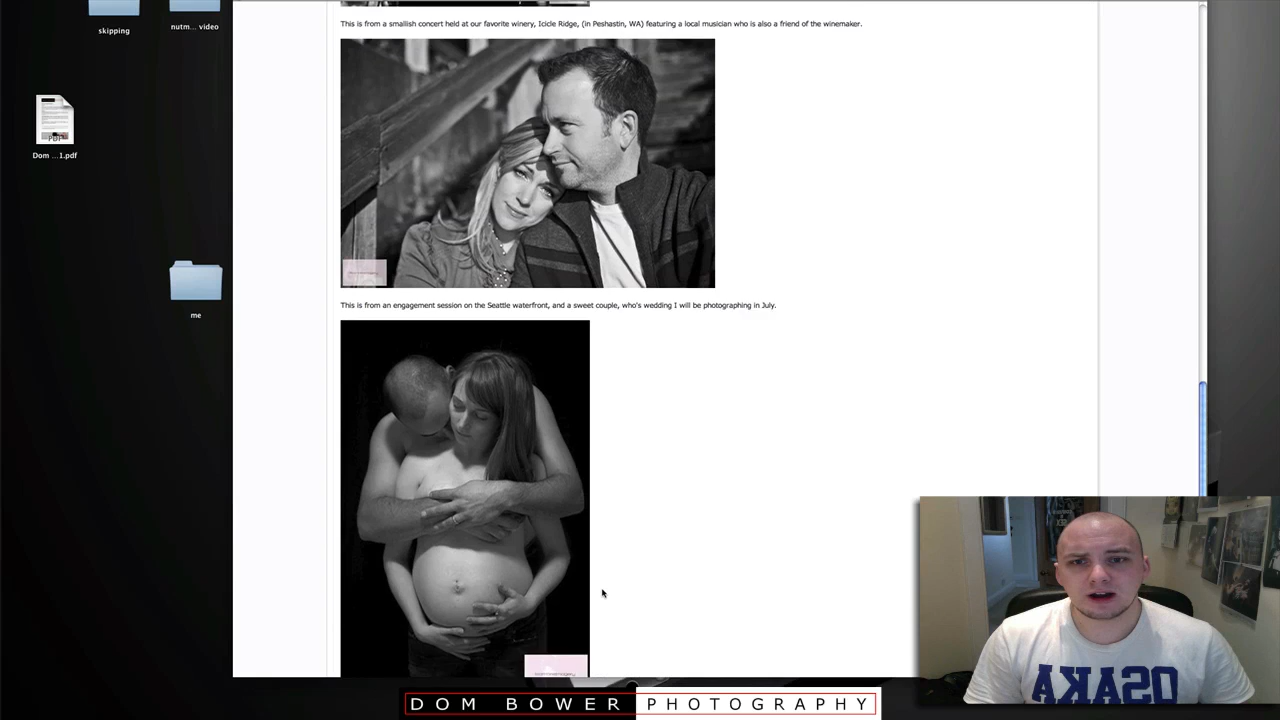 skipping
nutm... video
This is from a smallish concert held at our favorite winery, Icicle Ridge, (in Peshastin, WA) featuring a local musician who is also a friend of the winemaker.
PDF
Dom ...1.pdf
me
This is from an engagement session on the Seattle waterfront, and a sweet couple, who's wedding I will be photographing in July.
OSAKA
DOM BOWER PHOTOGRAPHY